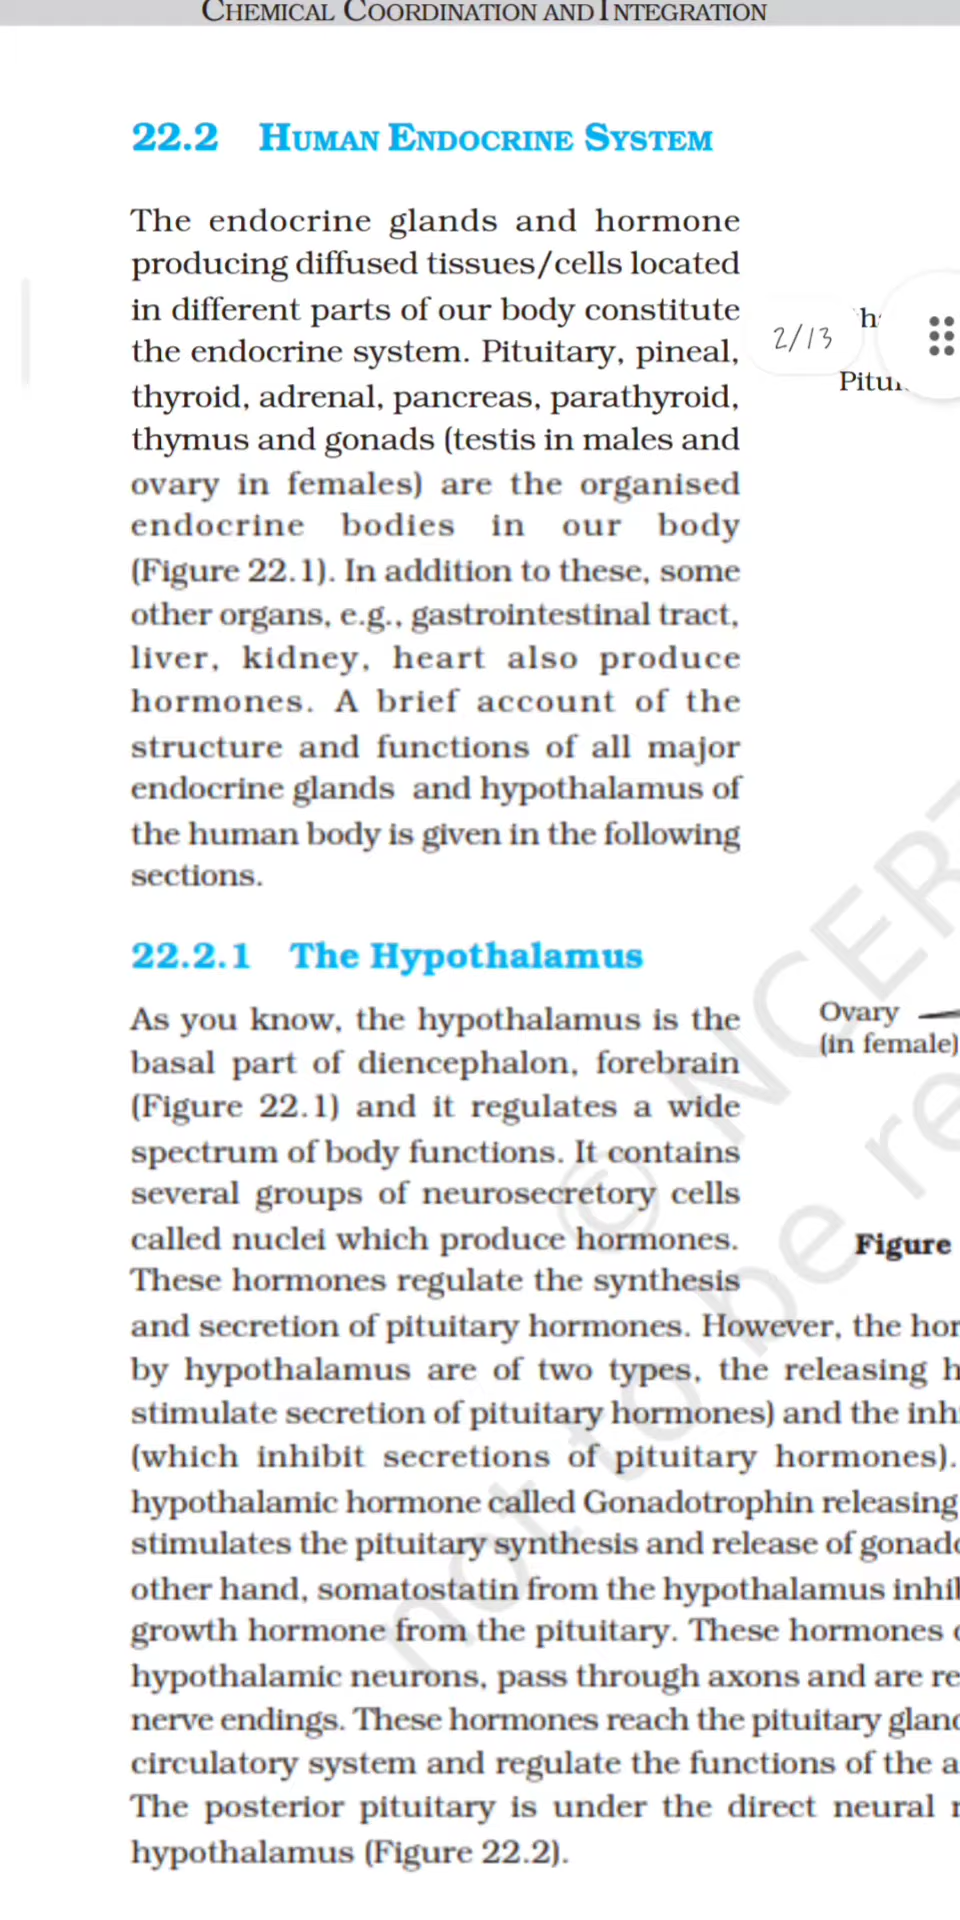 CHEMICAL COORDINATION AND INTEGRATION
22.2 HUMAN ENDOCRINE SYSTEM
The endocrine glands and hormone
producing diffused tissues/cells located
in different parts of our body constitute
the endocrine system. Pituitary, pineal,
thyroid, adrenal, pancreas, parathyroid,
thymus and gonads (testis in males and
ovary in females) are the organised
endocrine bodies in our body
(Figure 22.1). In addition to these, some
other organs, e.g., gastrointestinal tract,
liver, kidney, heart also produce
hormones. A brief account of the
structure and functions of all major
endocrine glands and hypothalamus of
the human body is given in the following
sections.
2/13
22.2.1 The Hypothalamus
As you know, the hypothalamus is the
basal part of diencephalon, forebrain
(Figure 22.1) and it regulates a wide
spectrum of body functions. It contains
several groups of neurosecretory cells
called nuclei which produce hormones.
These hormones regulate the synthesis
and secretion of pituitary hormones. However, the
by hypothalamus are of two types, the releasing
stimulate secretion of pituitary hormones) and the
(which inhibit secretions of pituitary hormones).
hypothalamic hormone called Gonadotrophin releasing
stimulates the pituitary synthesis and release of
other hand, somatostatin from the hypothalamus
growth hormone from the pituitary. These hormones
hypothalamic neurons, pass through axons and are
nerve endings. These hormones reach the pituitary
circulatory system and regulate the functions of the
The posterior pituitary is under the direct neural
hypothalamus (Figure 22.2).
Ovary
(in female)
Figure
© NCERT
not to be re